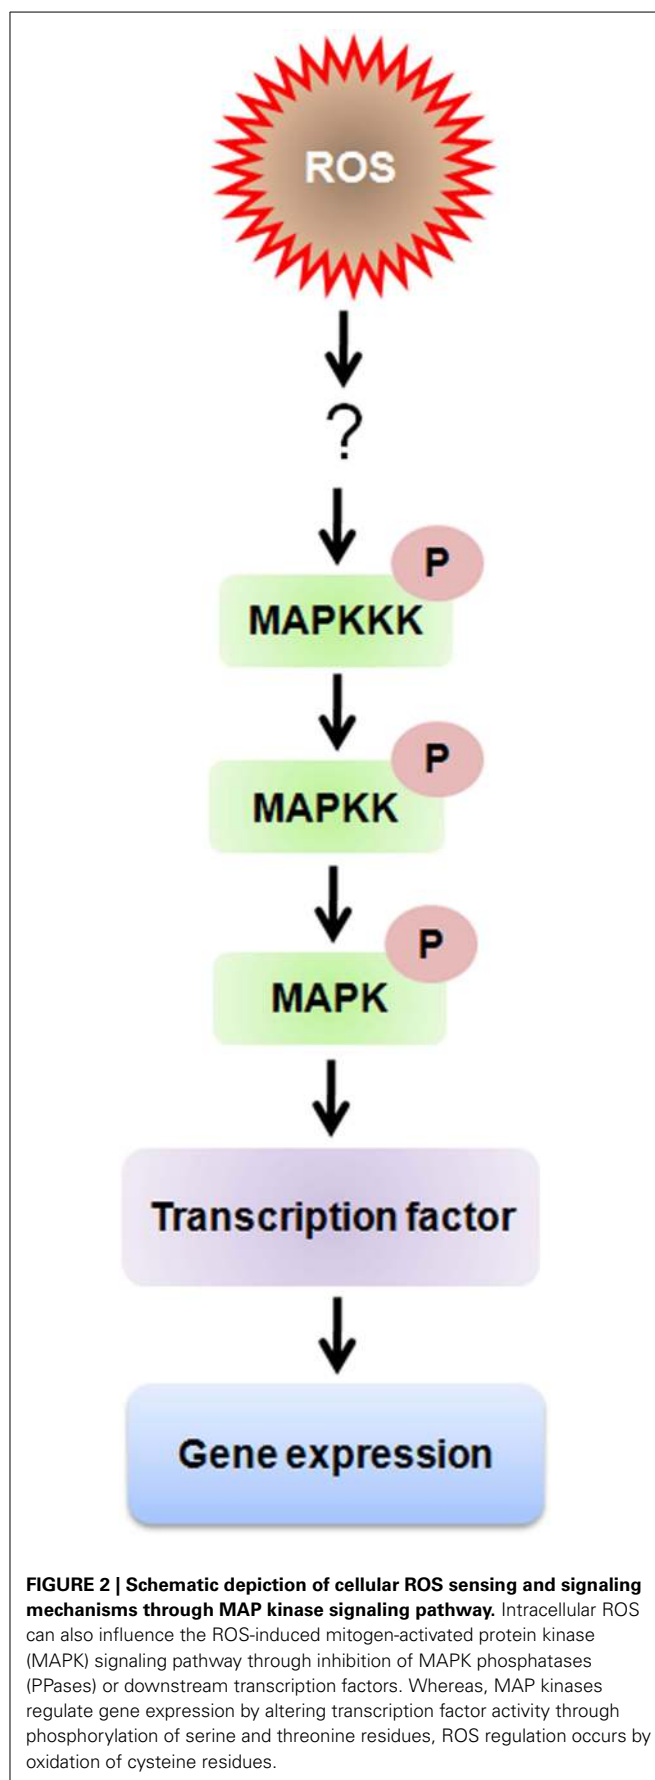 ROS
?
P
MAPKKK
P
MAPKK
P
MAPK
Transcription factor
Gene expression
FIGURE 2 | Schematic depiction of cellular ROS sensing and signaling
mechanisms through MAP kinase signaling pathway. Intracellular ROS
can also influence the ROS-induced mitogen-activated protein kinase
(MAPK) signaling pathway through inhibition of MAPK phosphatases
(PPases) or downstream transcription factors. Whereas, MAP kinases
regulate gene expression by altering transcription factor activity through
phosphorylation of serine and threonine residues, ROS regulation occurs by
oxidation of cysteine residues.